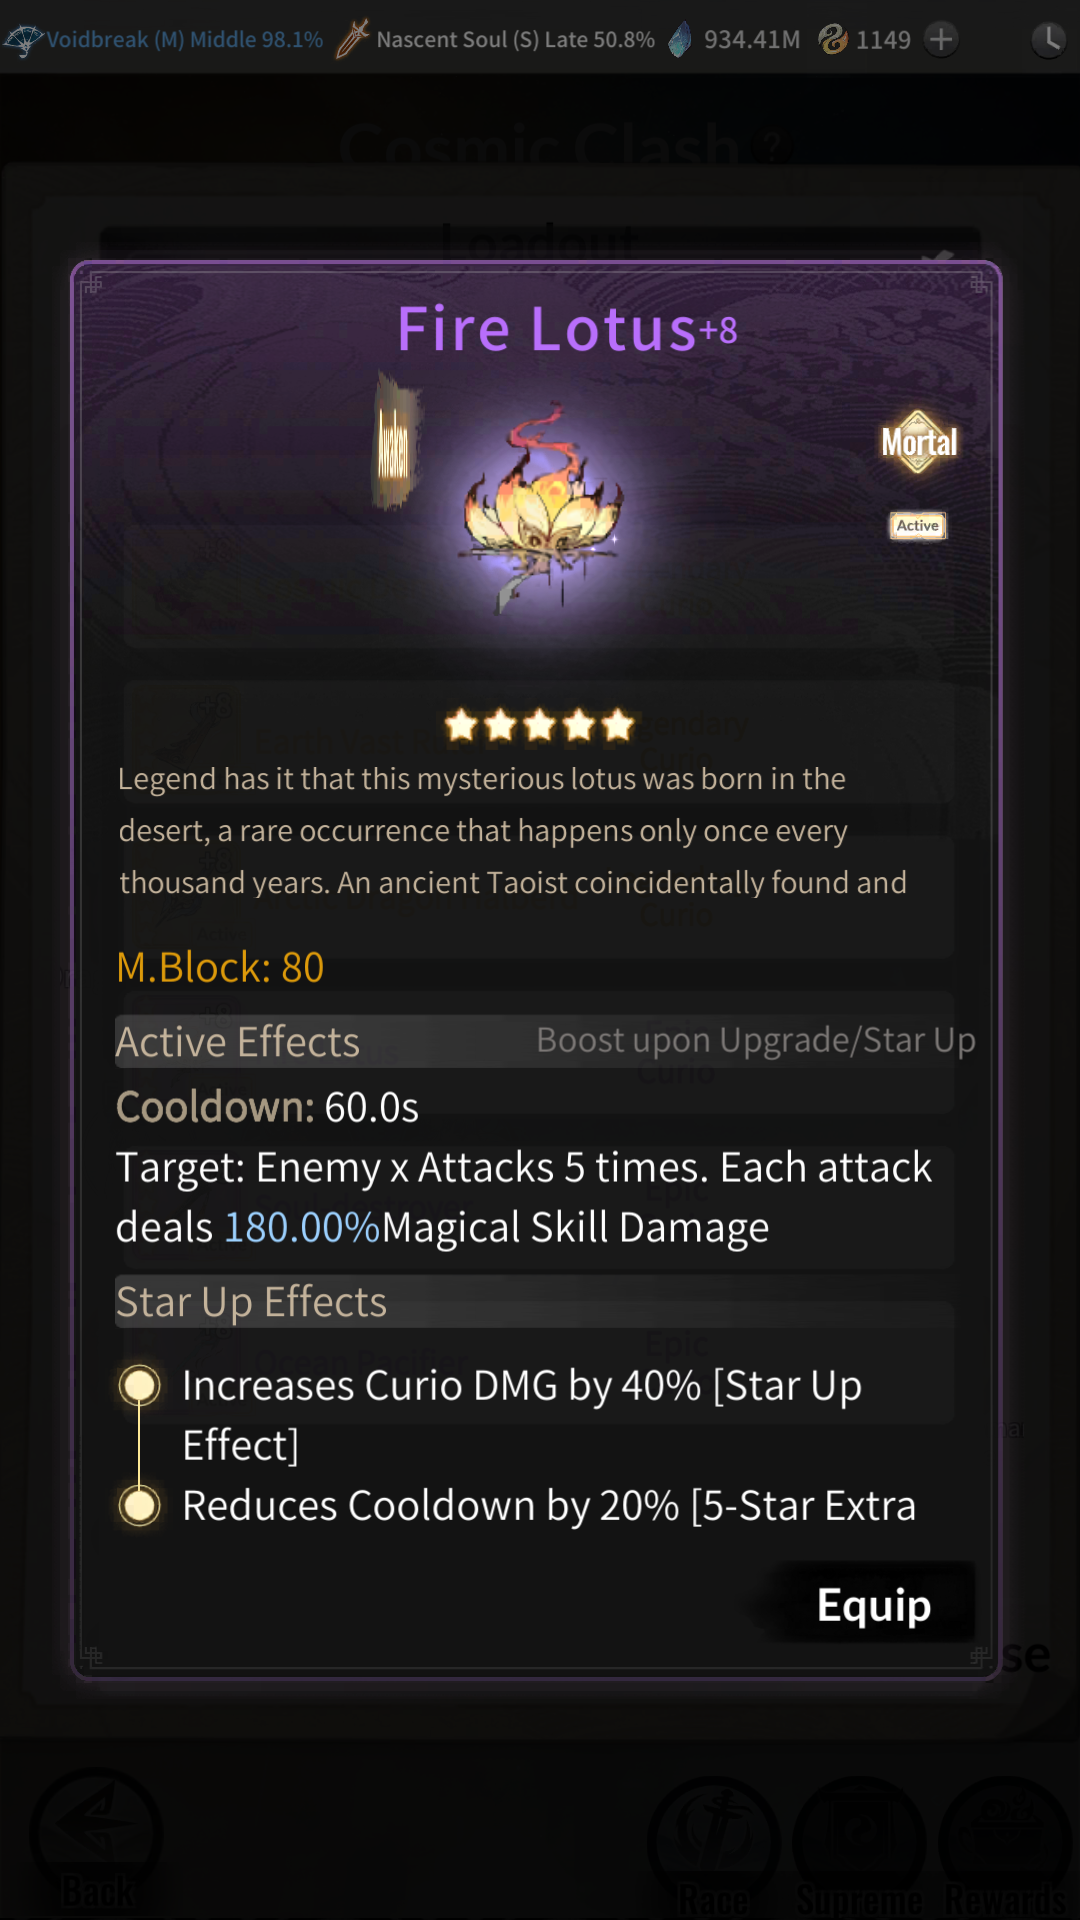 Voidbreak (M) Middle 98.1%
Nascent Soul (S) Late 50.8%
934.41M
1149
Cosmic Clash
?
Loadout
Fire Lotus+8
Awaken
Mortal
Active
Legend has it that this mysterious lotus was born in the
desert, a rare occurrence that happens only once every
thousand years. An ancient Taoist coincidentally found and
M.Block: 80
Active Effects
Boost upon Upgrade/Star Up
Cooldown: 60.0s
Target: Enemy x Attacks 5 times. Each attack
deals 180.00%Magical Skill Damage
Star Up Effects
Increases Curio DMG by 40% [Star Up
Effect]
Reduces Cooldown by 20% [5-Star Extra
Equip
Back
Race
Supreme
Rewards